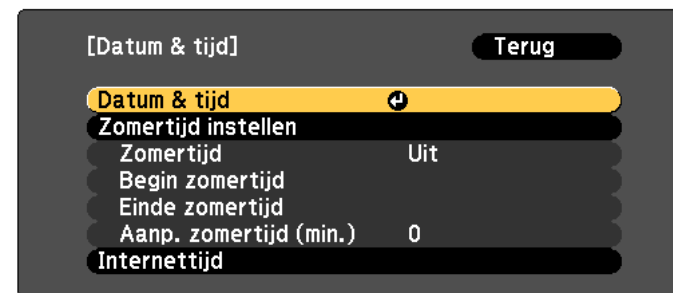 [Datum & tijd] Terug
Datum & tijd
Zomertijd instellen
Zomertijd Uit
Begin zomertijd
Einde zomertijd
Aanp. zomertijd (min.) 0
Internettijd